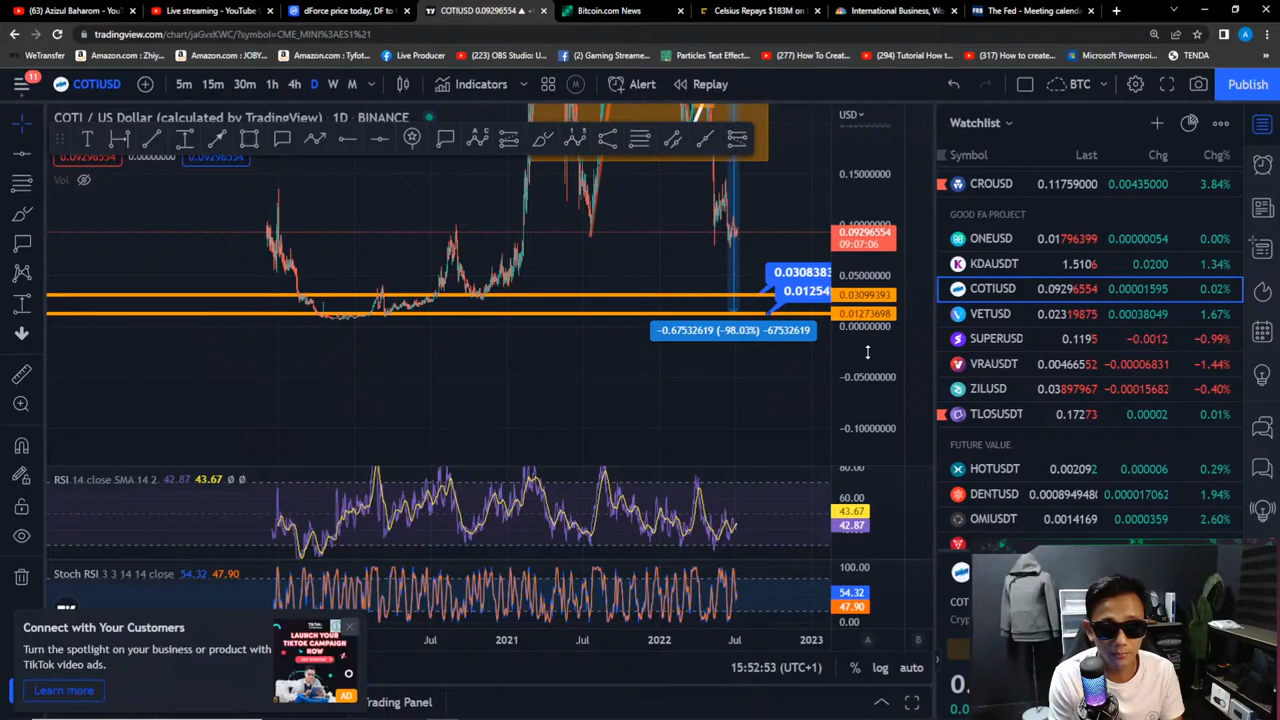 (63) Azizul Baharom - YouTub
Live streaming - YouTube S
dForce price today, DF to U
COTIUSD 0.09296554 ▲ +
Bitcoin.com News
Celsius Repays $183M on
International Business, Wo
The Fed - Meeting calenda
tradingview.com/chart/jaGvxKWC/?symbol=CME_MINI%3AES1%21
WeTransfer
Amazon.com : Zhiy...
Amazon.com: JOBY...
Amazon.com: Tyfot...
Live Producer
(223) OBS Studio: U...
(2) Gaming Streame...
Particles Text Effect...
(277) How To Creat...
(294) Tutorial How t...
(317) How to creat...
Microsoft Powerpoi...
TENDA
11
COTIUSD
5m 15m 30m 1h 4h D W M
Indicators
Alert
Replay
BTC
Publish
COTI / US Dollar (calculated by TradingView) · 1D · BINANCE
USD
0.09296554 0.00000000 0.09296554
Vol
0.15000000
0.10000000
0.09296554
09:07:06
0.05000000
0.0308383
0.03099393
0.01254
0.01273698
0.00000000
−0.67532619 (−98.03%) −67532619
−0.05000000
−0.10000000
RSI 14 close SMA 14 2 42.87 43.67 Ø Ø
80.00
60.00
43.67
42.87
Stoch RSI 3 3 14 14 close 54.32 47.90
100.00
54.32
47.90
0.00
Jul 2021 Jul 2022 Jul 2023
A B
15:52:53 (UTC+1) % log auto
Trading Panel
Connect with Your Customers
Turn the spotlight on your business or product with
TikTok video ads.
Learn more
LAUNCH YOUR
TIKTOK CAMPAIGN
NOW
GET STARTED
AD
Watchlist
Symbol Last Chg Chg%
CROUSD 0.11759000 0.00435000 3.84%
GOOD FA PROJECT
ONEUSD 0.01796399 0.00000054 0.00%
KDAUSDT 1.5106 0.0200 1.34%
COTIUSD 0.09296554 0.00001595 0.02%
VETUSD 0.02319875 0.00038049 1.67%
SUPERUSD 0.1195 −0.0012 −0.99%
VRAUSDT 0.00466552 −0.00006831 −1.44%
ZILUSD 0.03897967 −0.00015682 −0.40%
TLOSUSDT 0.17273 0.00002 0.01%
FUTURE VALUE
HOTUSDT 0.002092 0.000006 0.29%
DENTUSD 0.0008949480 0.000017062 1.94%
OMIUSDT 0.0014169 0.0000359 2.60%
COT
Cryp
0.